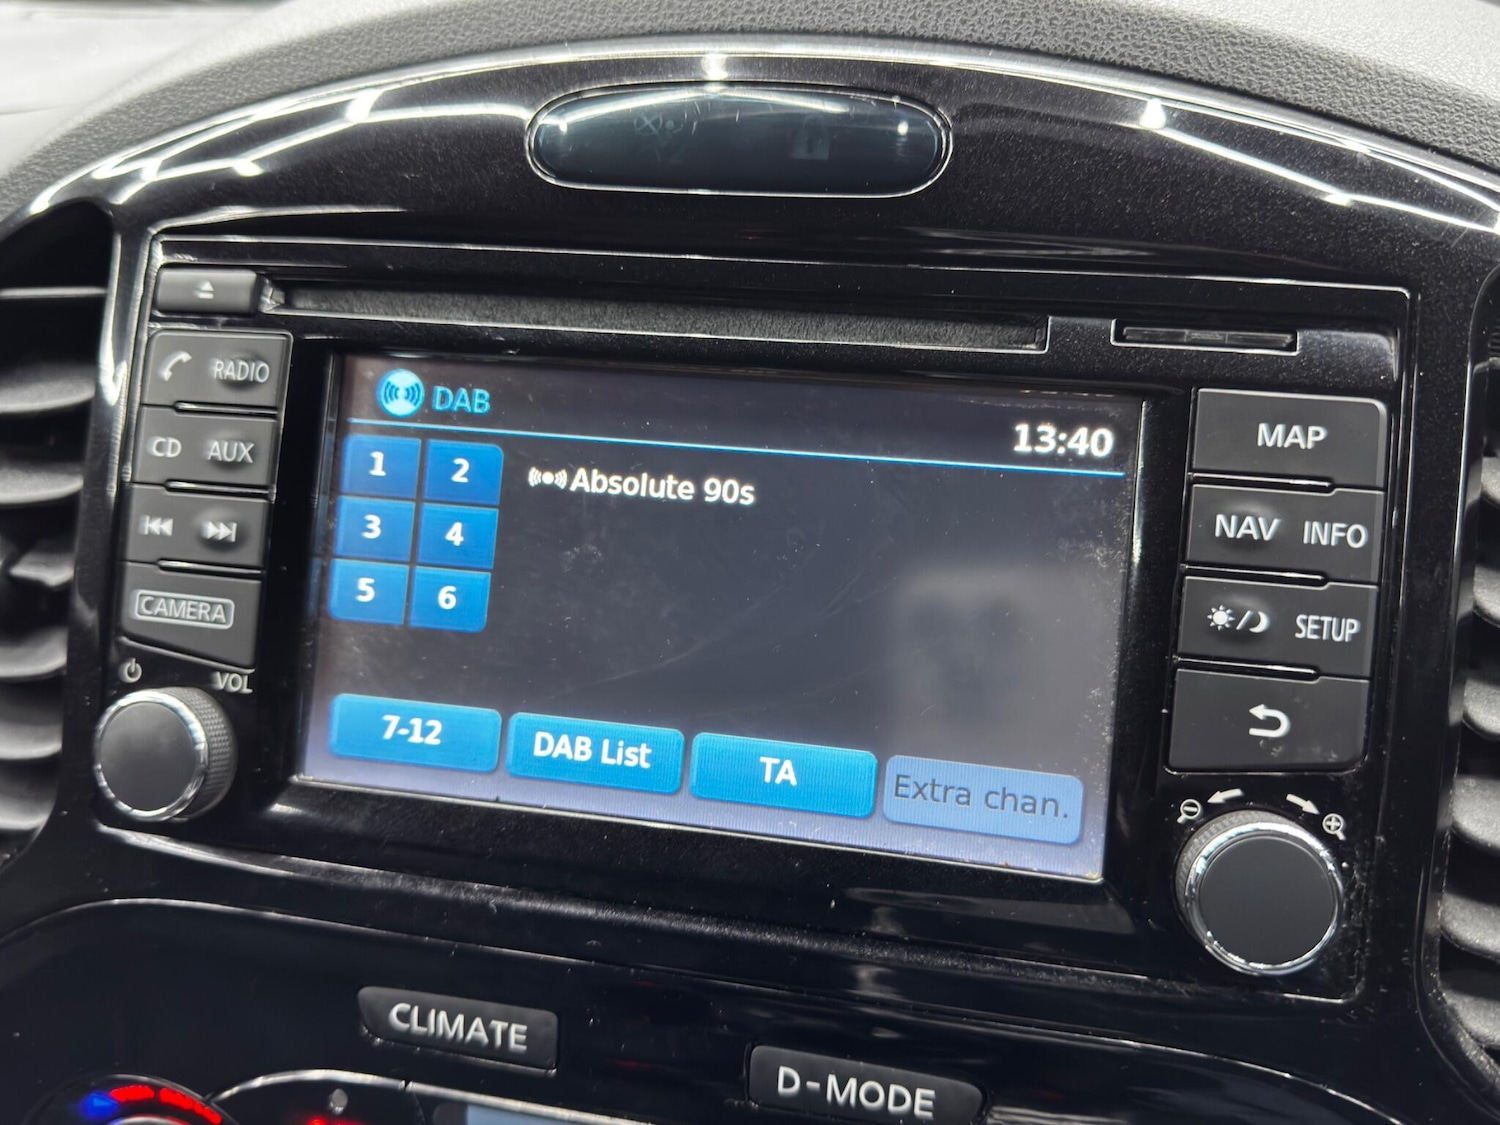 RADIO
CD AUX
CAMERA
VOL
DAB
13:40
1 2
3 4
5 6
Absolute 90s
7-12 DAB List TA Extra chan.
MAP
NAV INFO
SETUP
CLIMATE
D-MODE